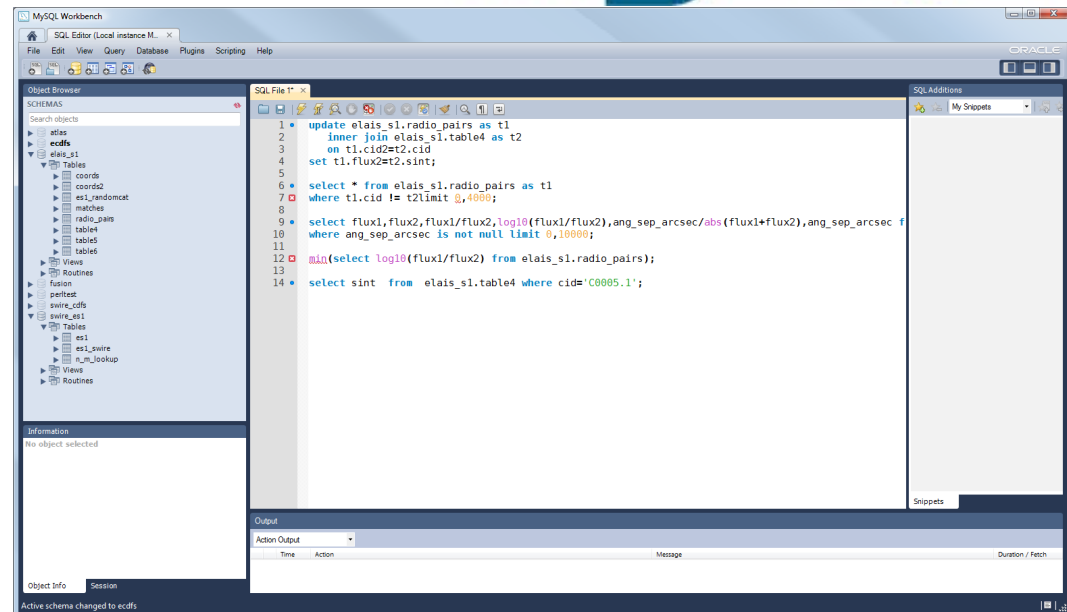 MySQL Workbench
SQL Editor (Local instance M... ×
File Edit View Query Database Plugins Scripting Help
ORACLE
Object Browser
SCHEMAS
Search objects
atlas
ecdfs
elais_s1
Tables
coords
coords2
es1_randomcat
matches
radio_pairs
table4
table5
table6
Views
Routines
fusion
perltest
swire_cdfs
swire_es1
Tables
es1
es1_swire
n_m_lookup
Views
Routines
Information
No object selected
Object Info Session
SQL File 1* ×
1 update elais_s1.radio_pairs as t1
2 inner join elais_s1.table4 as t2
3 on t1.cid2=t2.cid
4 set t1.flux2=t2.sint;
5
6 select * from elais_s1.radio_pairs as t1
7 where t1.cid != t2limit 0,4000;
8
9 select flux1,flux2,flux1/flux2,log10(flux1/flux2),ang_sep_arcsec/abs(flux1+flux2),ang_sep_arcsec f
10 where ang_sep_arcsec is not null limit 0,10000;
11
12 min(select log10(flux1/flux2) from elais_s1.radio_pairs);
13
14 select sint from elais_s1.table4 where cid='C0005.1';
SQL Additions
My Snippets
Snippets
Output
Action Output
Time Action Message Duration / Fetch
Active schema changed to ecdfs